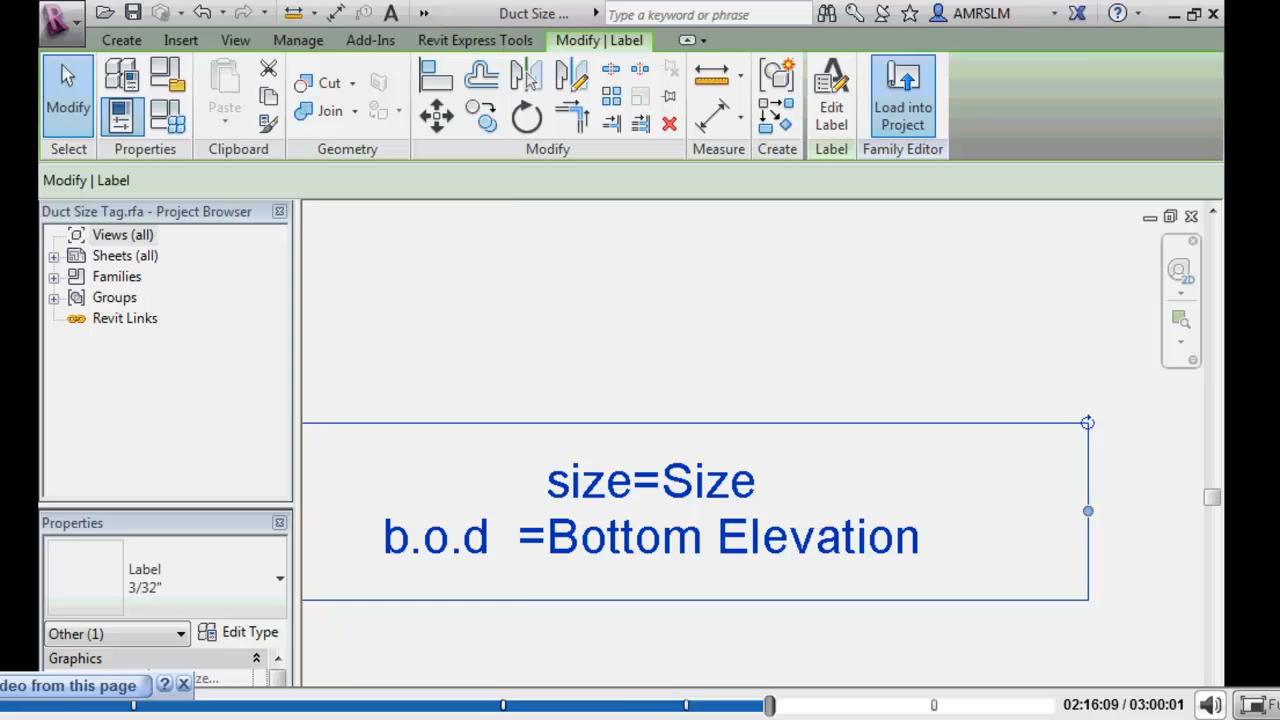 Duct Size ...
Type a keyword or phrase
AMRSLM
Create Insert View Manage Add-Ins Revit Express Tools Modify | Label
Modify
Paste
Cut
Join
Edit Label
Load into Project
Select Properties Clipboard Geometry Modify Measure Create Label Family Editor
Modify | Label
Duct Size Tag.rfa - Project Browser
Views (all)
Sheets (all)
Families
Groups
Revit Links
2D
size=Size
b.o.d =Bottom Elevation
Properties
Label
3/32"
Other (1)
Edit Type
Graphics
deo from this page
ze...
02:16:09 / 03:00:01